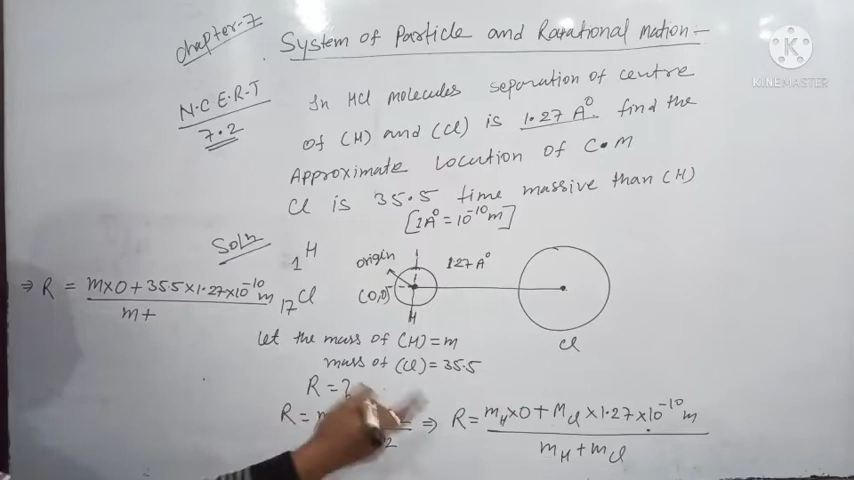 chapter-7
System of Particle and Rotational Motion:-
K
KINEMASTER
N.C.E.R.T
7.2
In HCl molecules separation of centre
of (H) and (Cl) is 1.27 A° find the
Approximate Location of C.M
Cl is 35.5 time massive than (H)
[1A° = 10⁻¹⁰m]
Soln
₁H
₁₇Cl
origin
(0,0)
1.27 A°
H
Cl
⇒ R = m×0 + 35.5×1.27×10⁻¹⁰m
m+
Let the mass of (H) = m
mass of (Cl) = 35.5
R = ?
R =
2
⇒ R = m_H×0 + M_Cl×1.27×10⁻¹⁰m
m_H + m_Cl